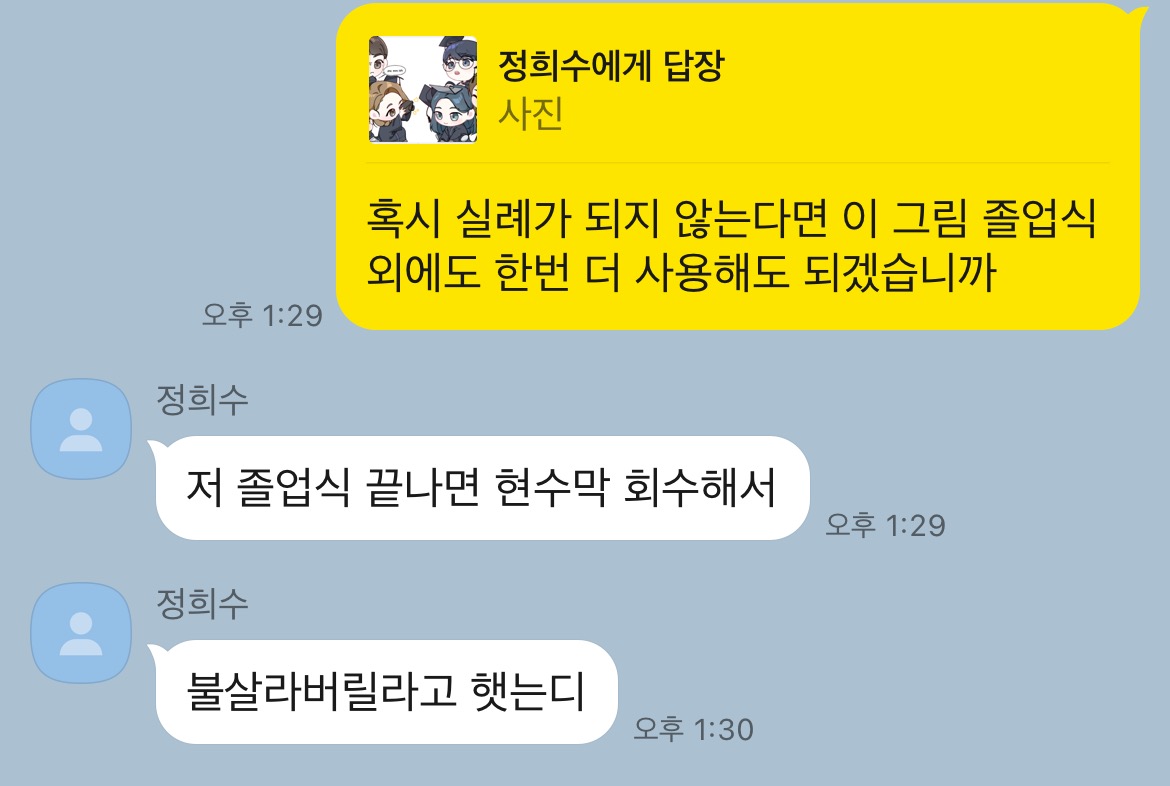 정희수에게 답장
사진
혹시 실례가 되지 않는다면 이 그림 졸업식
외에도 한번 더 사용해도 되겠습니까
오후 1:29
정희수
저 졸업식 끝나면 현수막 회수해서
오후 1:29
정희수
불살라버릴라고 햇는디
오후 1:30